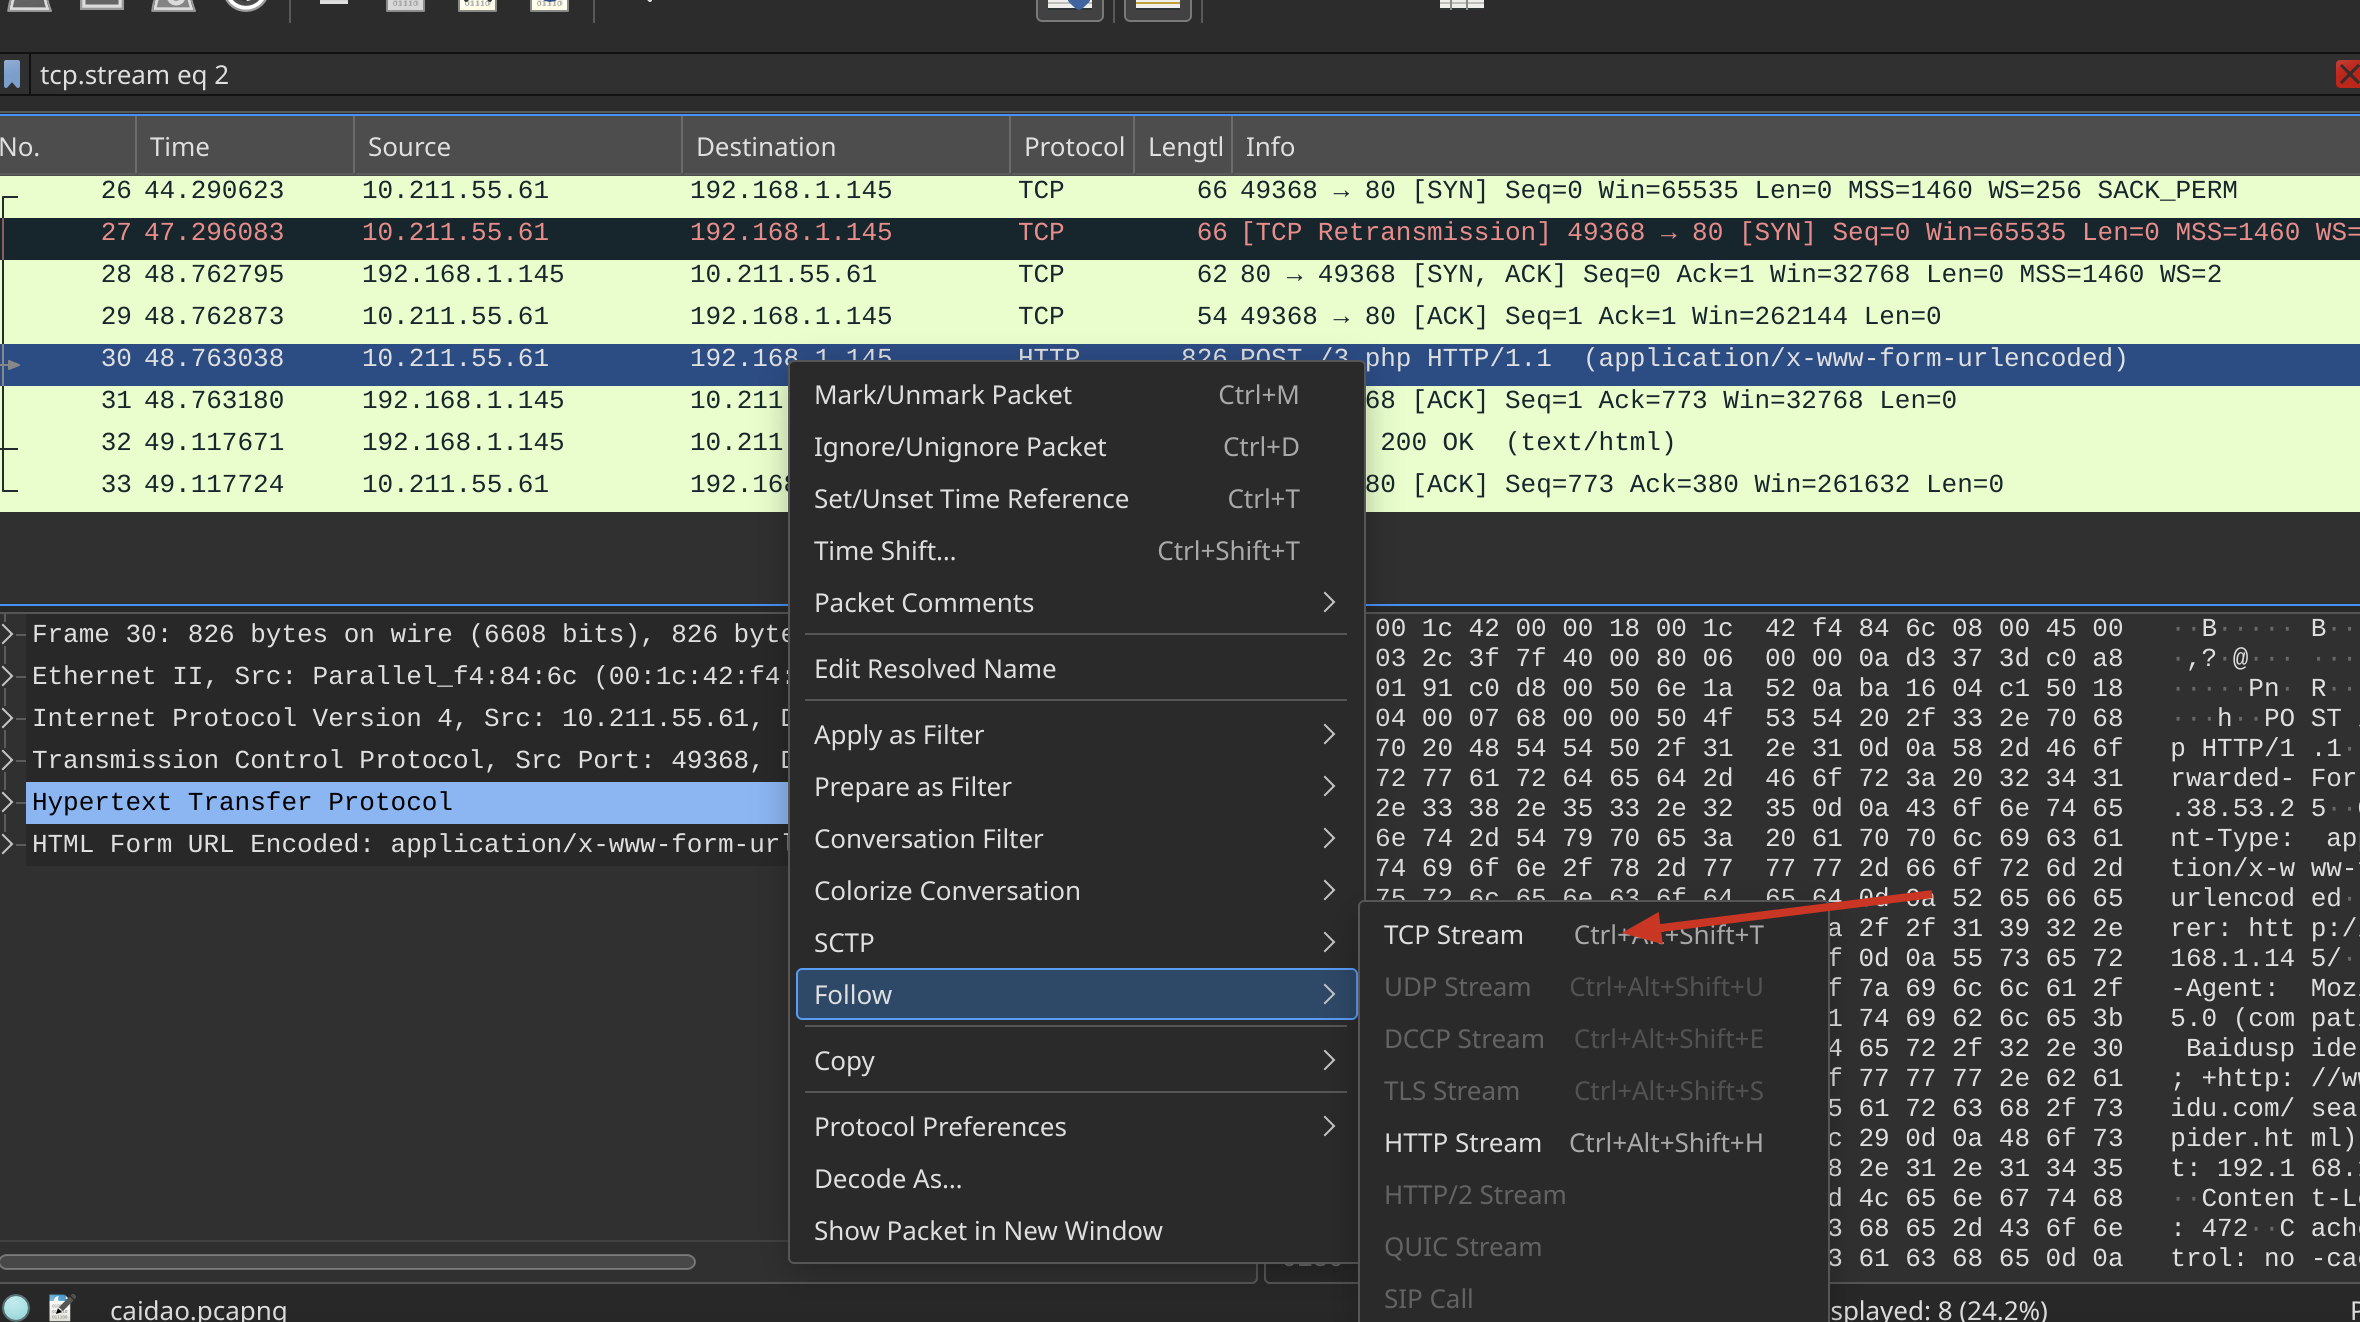 tcp.stream eq 2
No. Time Source Destination Protocol Lengtl Info
26 44.290623 10.211.55.61 192.168.1.145 TCP 66 49368 → 80 [SYN] Seq=0 Win=65535 Len=0 MSS=1460 WS=256 SACK_PERM
27 47.296083 10.211.55.61 192.168.1.145 TCP 66 [TCP Retransmission] 49368 → 80 [SYN] Seq=0 Win=65535 Len=0 MSS=1460 WS=
28 48.762795 192.168.1.145 10.211.55.61 TCP 62 80 → 49368 [SYN, ACK] Seq=0 Ack=1 Win=32768 Len=0 MSS=1460 WS=2
29 48.762873 10.211.55.61 192.168.1.145 TCP 54 49368 → 80 [ACK] Seq=1 Ack=1 Win=262144 Len=0
30 48.763038 10.211.55.61 192.168.1.145 HTTP 826 POST /3.php HTTP/1.1 (application/x-www-form-urlencoded)
31 48.763180 192.168.1.145 10.211 68 [ACK] Seq=1 Ack=773 Win=32768 Len=0
32 49.117671 192.168.1.145 10.211 200 OK (text/html)
33 49.117724 10.211.55.61 192.168 80 [ACK] Seq=773 Ack=380 Win=261632 Len=0
Mark/Unmark Packet Ctrl+M
Ignore/Unignore Packet Ctrl+D
Set/Unset Time Reference Ctrl+T
Time Shift... Ctrl+Shift+T
Packet Comments
Edit Resolved Name
Apply as Filter
Prepare as Filter
Conversation Filter
Colorize Conversation
SCTP
Follow
Copy
Protocol Preferences
Decode As...
Show Packet in New Window
TCP Stream Ctrl+Alt+Shift+T
UDP Stream Ctrl+Alt+Shift+U
DCCP Stream Ctrl+Alt+Shift+E
TLS Stream Ctrl+Alt+Shift+S
HTTP Stream Ctrl+Alt+Shift+H
HTTP/2 Stream
QUIC Stream
SIP Call
Frame 30: 826 bytes on wire (6608 bits), 826 byte
Ethernet II, Src: Parallel_f4:84:6c (00:1c:42:f4:
Internet Protocol Version 4, Src: 10.211.55.61, D
Transmission Control Protocol, Src Port: 49368, D
Hypertext Transfer Protocol
HTML Form URL Encoded: application/x-www-form-url
00 1c 42 00 00 18 00 1c 42 f4 84 6c 08 00 45 00 ··B····· B··
03 2c 3f 7f 40 00 80 06 00 00 0a d3 37 3d c0 a8 ·,?·@··· ···
01 91 c0 d8 00 50 6e 1a 52 0a ba 16 04 c1 50 18 ·····Pn· R··
04 00 07 68 00 00 50 4f 53 54 20 2f 33 2e 70 68 ···h··PO ST
70 20 48 54 54 50 2f 31 2e 31 0d 0a 58 2d 46 6f p HTTP/1 .1·
72 77 61 72 64 65 64 2d 46 6f 72 3a 20 32 34 31 rwarded- For
2e 33 38 2e 35 33 2e 32 35 0d 0a 43 6f 6e 74 65 .38.53.2 5··
6e 74 2d 54 79 70 65 3a 20 61 70 70 6c 69 63 61 nt-Type: ap
74 69 6f 6e 2f 78 2d 77 77 77 2d 66 6f 72 6d 2d tion/x-w ww-
75 72 6c 65 6e 63 6f 64 65 64 0d 0a 52 65 66 65 urlencod ed·
a 2f 2f 31 39 32 2e rer: htt p:/
f 0d 0a 55 73 65 72 168.1.14 5/·
f 7a 69 6c 6c 61 2f -Agent: Moz
1 74 69 62 6c 65 3b 5.0 (com pat
4 65 72 2f 32 2e 30 Baidusp ide
f 77 77 77 2e 62 61 ; +http: //w
5 61 72 63 68 2f 73 idu.com/ sea
c 29 0d 0a 48 6f 73 pider.ht ml)
8 2e 31 2e 31 34 35 t: 192.1 68.
d 4c 65 6e 67 74 68 ··Conten t-L
3 68 65 2d 43 6f 6e : 472··C ach
3 61 63 68 65 0d 0a trol: no -ca
caidao.pcapng
splayed: 8 (24.2%)